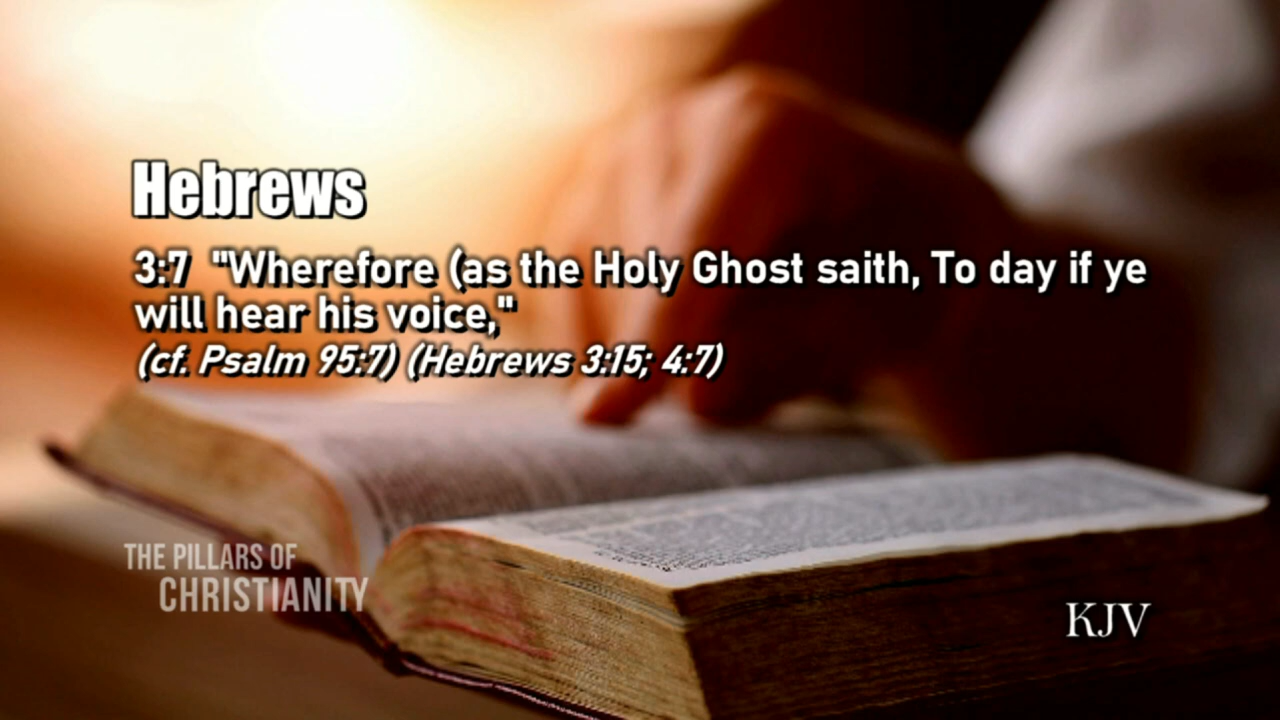 Hebrews
3:7 "Wherefore (as the Holy Ghost saith, To day if ye
will hear his voice,"
(cf. Psalm 95:7) (Hebrews 3:15; 4:7)
THE PILLARS OF
CHRISTIANITY
KJV